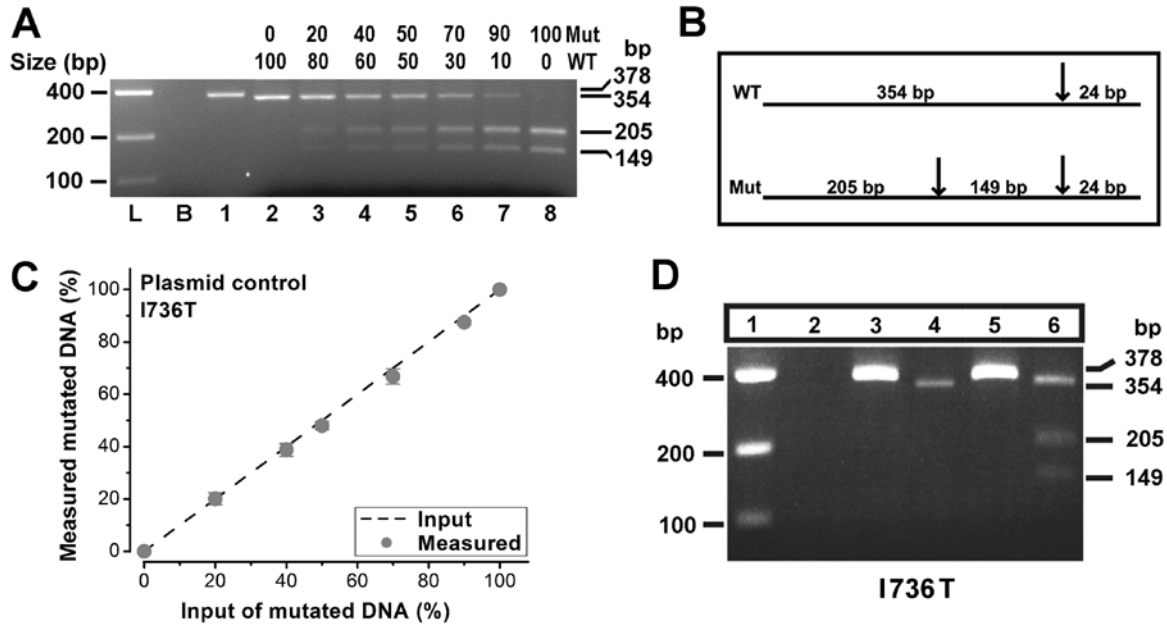 A
0 20 40 50 70 90 100 Mut
Size (bp) 100 80 60 50 30 10 0 WT
bp
400
200
100
378
354
205
149
L B 1 2 3 4 5 6 7 8
B
WT 354 bp 24 bp
Mut 205 bp 149 bp 24 bp
C
Plasmid control
I736T
Measured mutated DNA (%)
100
80
60
40
20
0
Input
Measured
0 20 40 60 80 100
Input of mutated DNA (%)
D
bp 1 2 3 4 5 6 bp
400
200
100
378
354
205
149
I736T